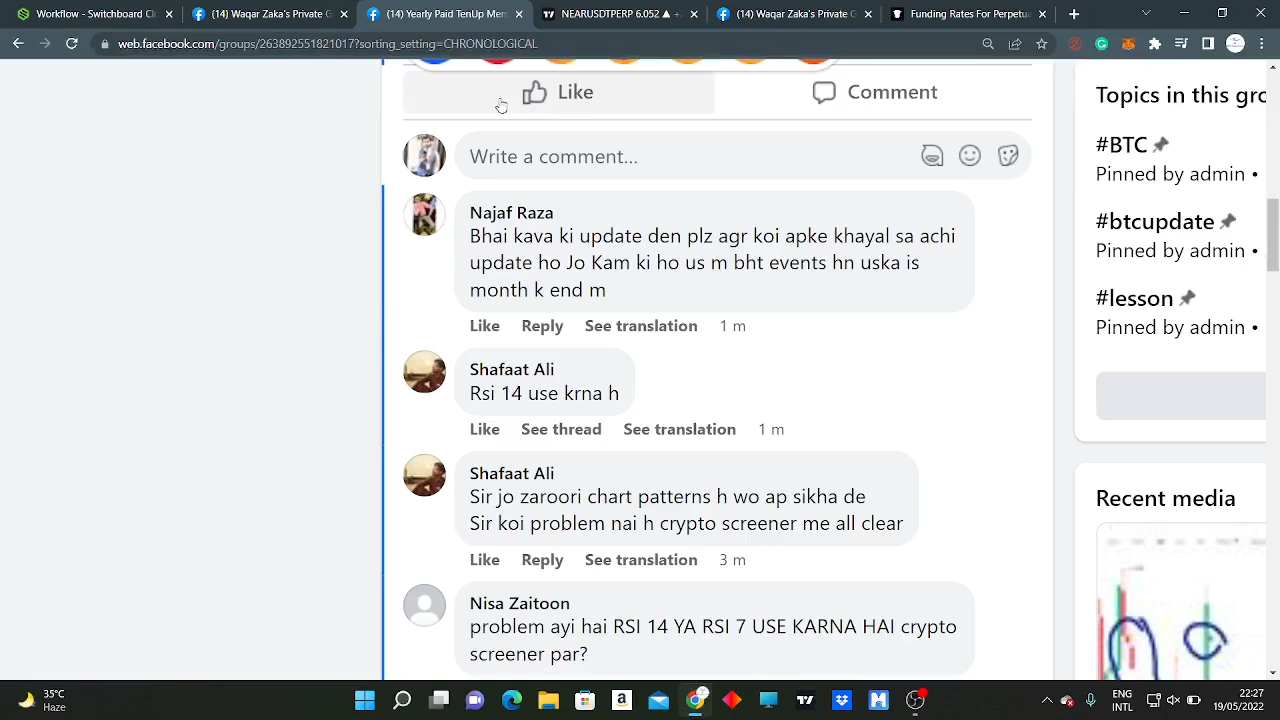 Workflow - Switchboard Cl
(14) Waqar Zaka's Private G
(14) Yearly Paid TenUp Mem
NEARUSDTPERP 6.052 ▲ +
(14) Waqar Zaka's Private G
Funding Rates For Perpetua
web.facebook.com/groups/263892551821017?sorting_setting=CHRONOLOGICAL
Like
Comment
Write a comment...
Najaf Raza
Bhai kava ki update den plz agr koi apke khayal sa achi
update ho Jo Kam ki ho us m bht events hn uska is
month k end m
Like Reply See translation 1 m
Shafaat Ali
Rsi 14 use krna h
Like See thread See translation 1 m
Shafaat Ali
Sir jo zaroori chart patterns h wo ap sikha de
Sir koi problem nai h crypto screener me all clear
Like Reply See translation 3 m
Nisa Zaitoon
problem ayi hai RSI 14 YA RSI 7 USE KARNA HAI crypto
screener par?
Topics in this gro
#BTC
Pinned by admin •
#btcupdate
Pinned by admin •
#lesson
Pinned by admin •
Recent media
35°C
Haze
ENG
INTL
22:27
19/05/2022